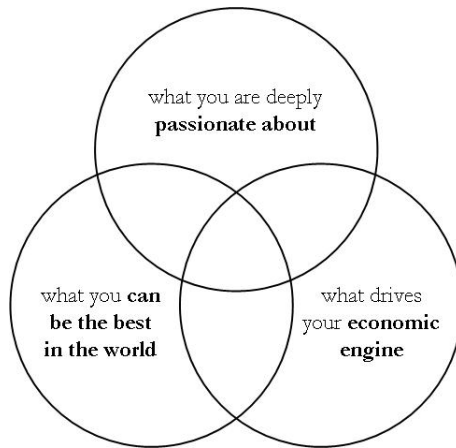 what you are deeply
passionate about
what you can
be the best
in the world
what drives
your economic
engine